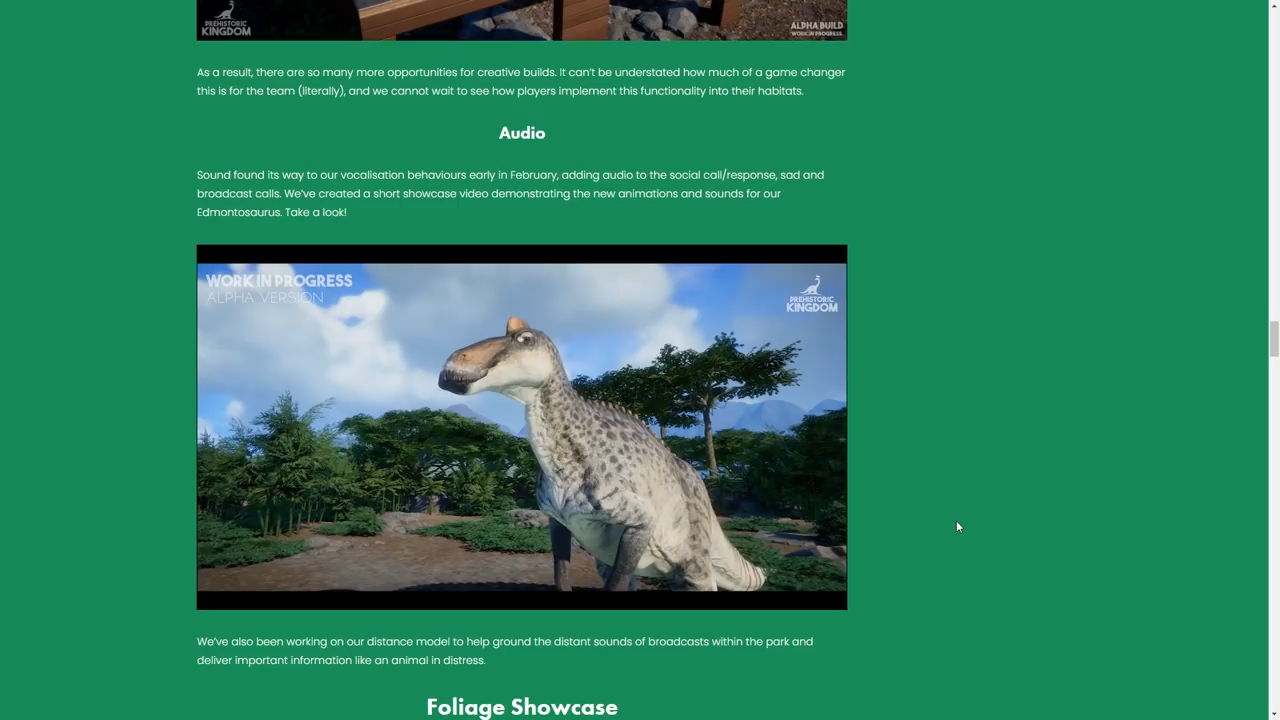 PREHISTORIC
KINGDOM
ALPHA BUILD
WORK IN PROGRESS
As a result, there are so many more opportunities for creative builds. It can't be understated how much of a game changer
this is for the team (literally), and we cannot wait to see how players implement this functionality into their habitats.
Audio
Sound found its way to our vocalisation behaviours early in February, adding audio to the social call/response, sad and
broadcast calls. We've created a short showcase video demonstrating the new animations and sounds for our
Edmontosaurus. Take a look!
WORK IN PROGRESS
ALPHA VERSION
PREHISTORIC
KINGDOM
We've also been working on our distance model to help ground the distant sounds of broadcasts within the park and
deliver important information like an animal in distress.
Foliage Showcase